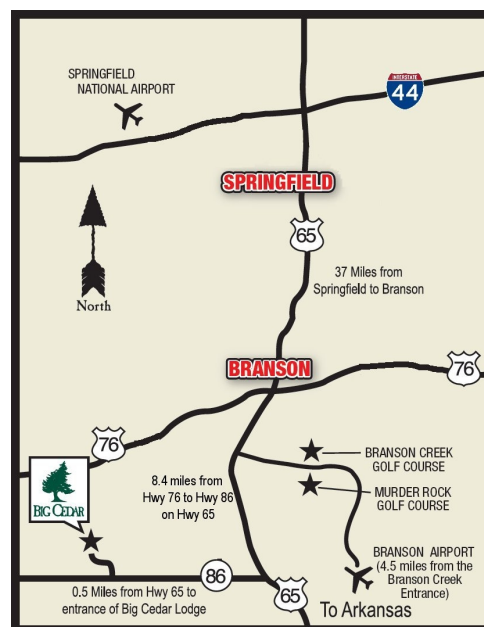 SPRINGFIELD
NATIONAL AIRPORT
INTERSTATE
44
SPRINGFIELD
65
37 Miles from
Springfield to Branson
North
BRANSON
76
76
BIG CEDAR
8.4 miles from
Hwy 76 to Hwy 86
on Hwy 65
BRANSON CREEK
GOLF COURSE
MURDER ROCK
GOLF COURSE
BRANSON AIRPORT
(4.5 miles from the
Branson Creek
Entrance)
86
0.5 Miles from Hwy 65 to
entrance of Big Cedar Lodge
65
To Arkansas